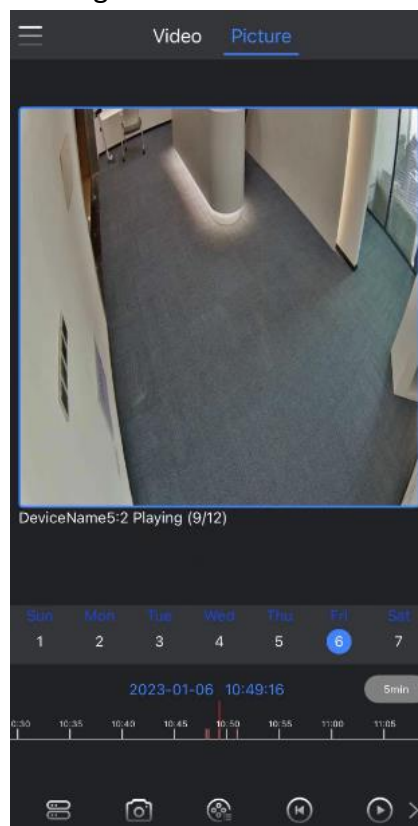 Video Picture
DeviceName5:2 Playing (9/12)
Sun Mon Tue Wed Thu Fri Sat
1 2 3 4 5 6 7
2023-01-06 10:49:16 5min
0:30 10:35 10:40 10:45 10:50 10:55 11:00 11:05